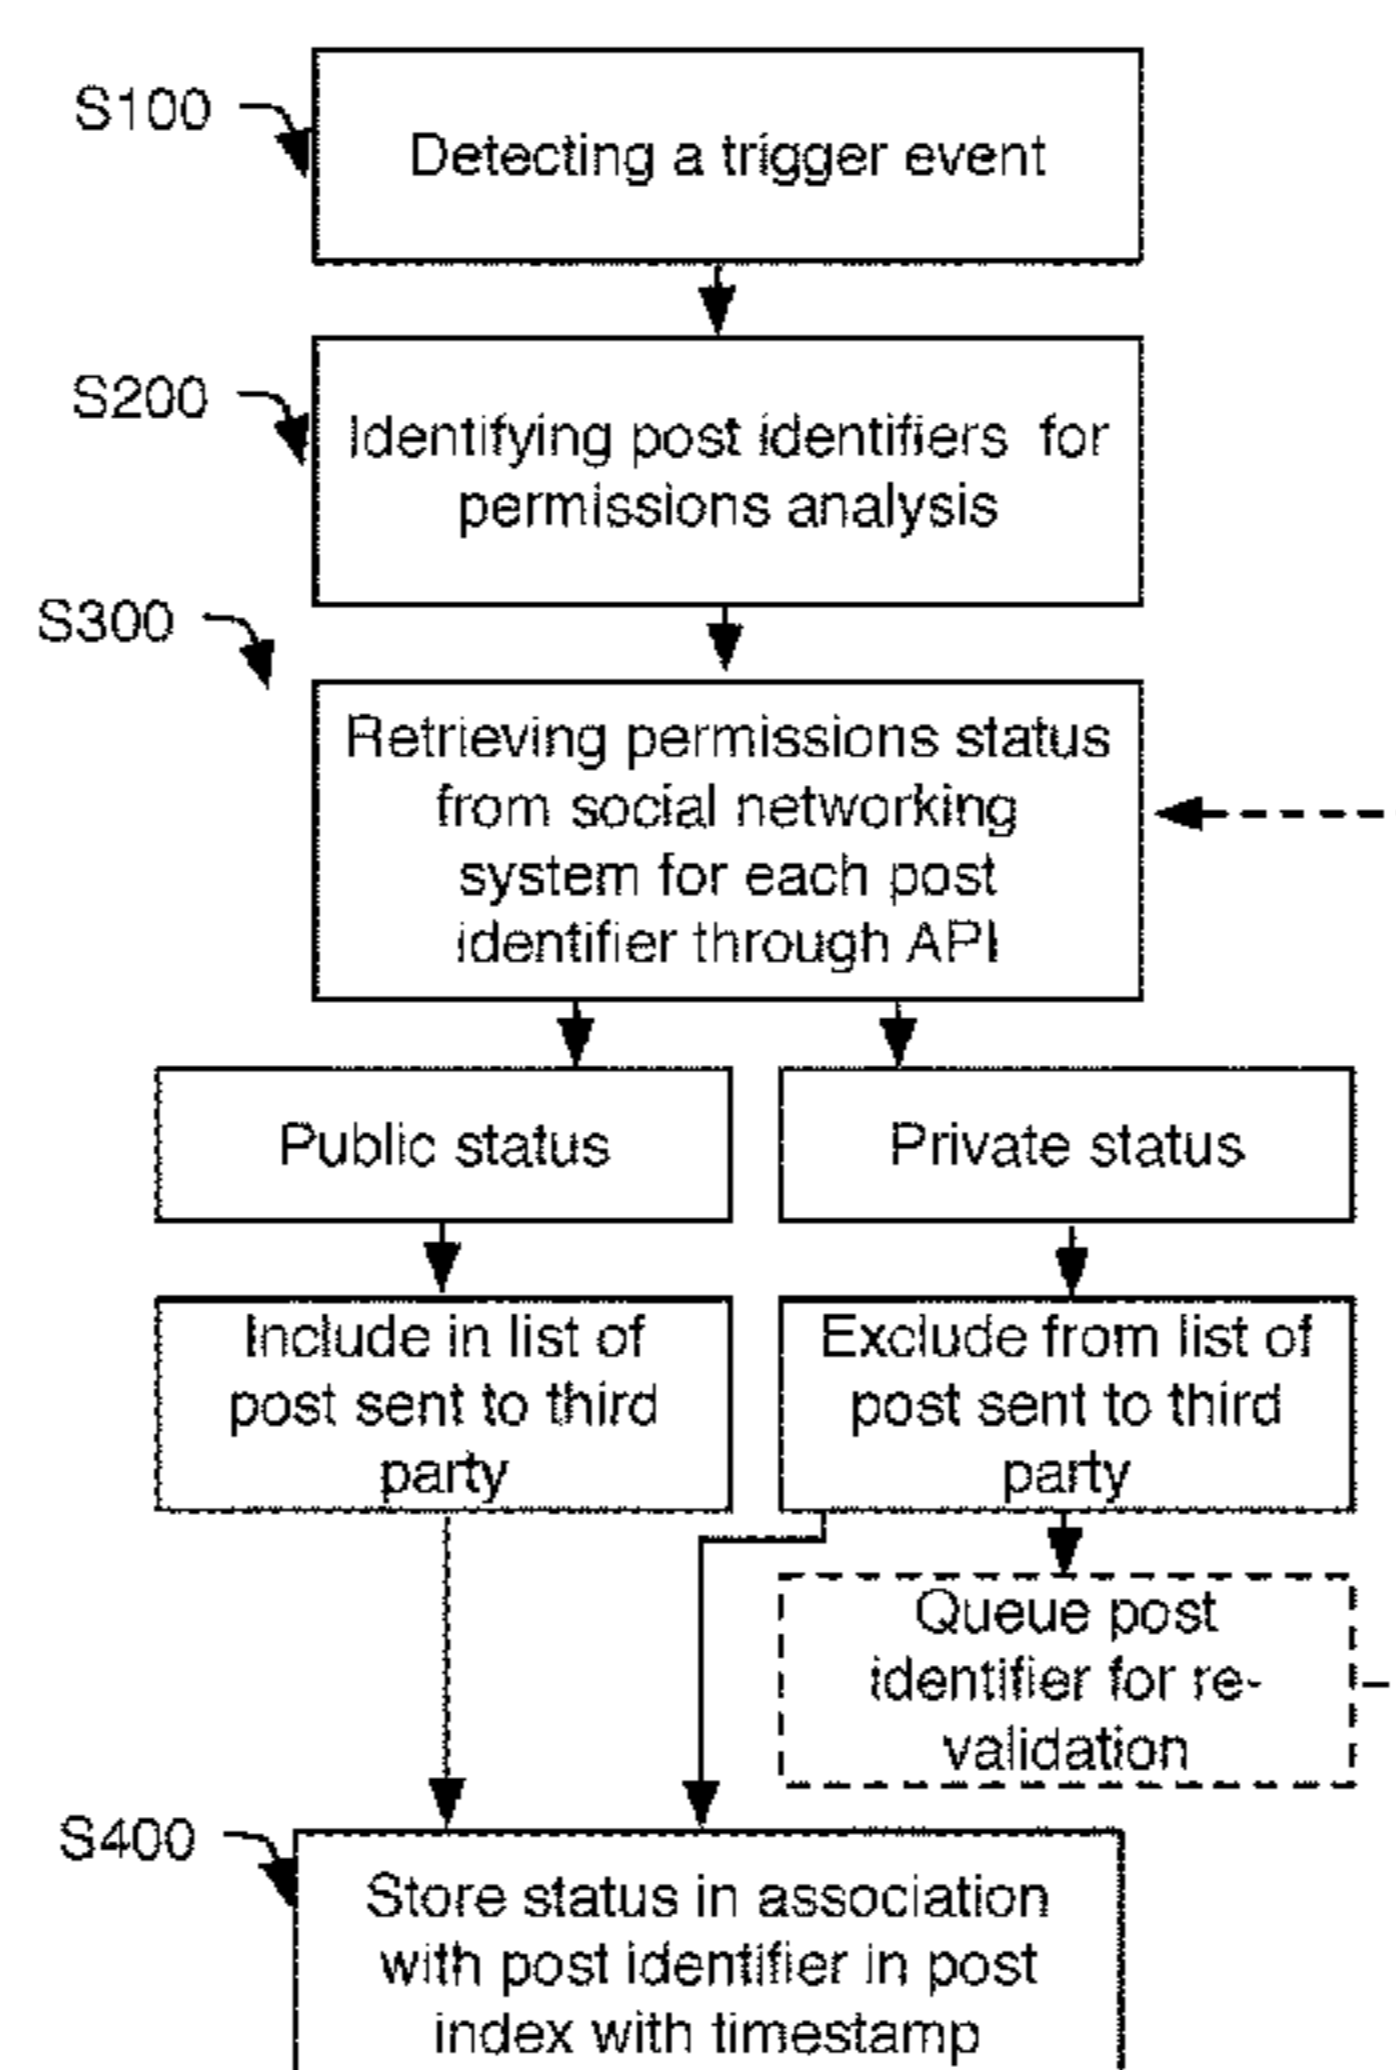 S100
Detecting a trigger event
S200
Identifying post identifiers for
permissions analysis
S300
Retrieving permissions status
from social networking
system for each post
identifier through API
Public status
Private status
Include in list of
post sent to third
party
Exclude from list of
post sent to third
party
Queue post
identifier for re-
validation
S400
Store status in association
with post identifier in post
index with timestamp